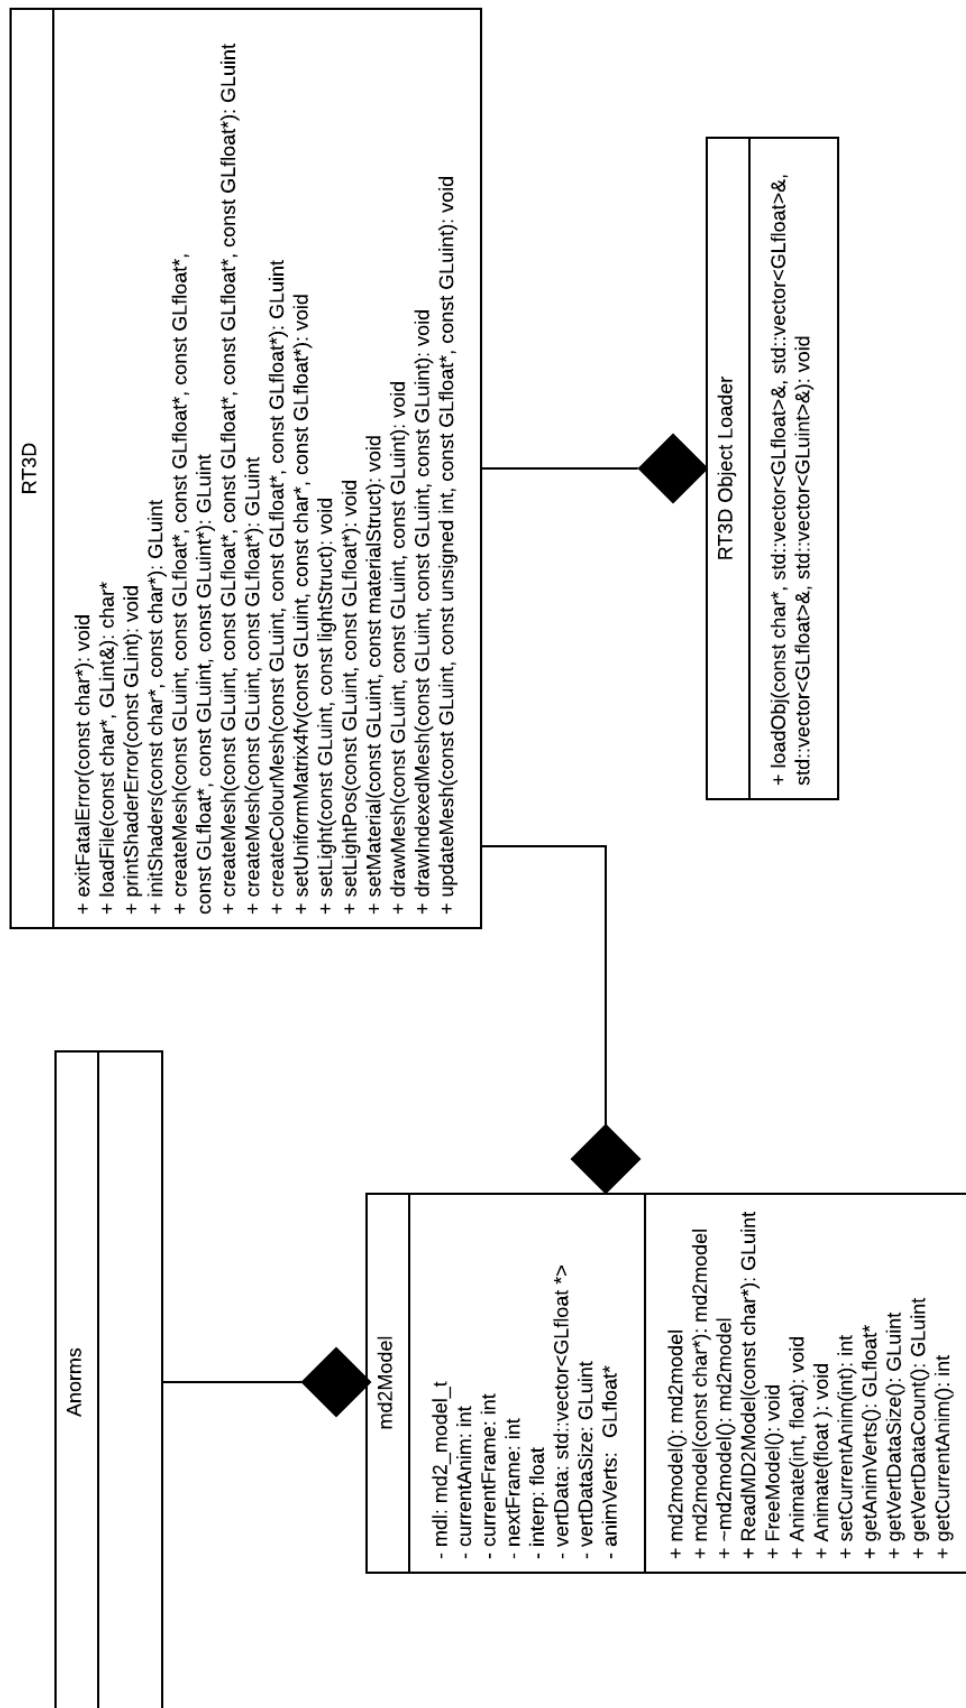 RT3D
+ exitFatalError(const char*): void
+ loadFile(const char*, GLint&): char*
+ printShaderError(const GLint): void
+ initShaders(const char*, const char*): GLuint
+ createMesh(const GLuint, const GLfloat*, const GLfloat*, const GLfloat*,
const GLfloat*, const GLuint, const GLuint*): GLuint
+ createMesh(const GLuint, const GLfloat*, const GLfloat*, const GLfloat*, const GLfloat*): GLuint
+ createMesh(const GLuint, const GLfloat*): GLuint
+ createColourMesh(const GLuint, const GLfloat*, const GLfloat*): GLuint
+ setUniformMatrix4fv(const GLuint, const char*, const GLfloat*): void
+ setLight(const GLuint, const lightStruct): void
+ setLightPos(const GLuint, const GLfloat*): void
+ setMaterial(const GLuint, const materialStruct): void
+ drawMesh(const GLuint, const GLuint, const GLuint): void
+ drawIndexedMesh(const GLuint, const GLuint, const GLuint): void
+ updateMesh(const GLuint, const unsigned int, const GLfloat*, const GLuint): void
Anorms
md2Model
- mdl: md2_model_t
- currentAnim: int
- currentFrame: int
- nextFrame: int
- interp: float
- vertData: std::vector<GLfloat *>
- vertDataSize: GLuint
- animVerts:  GLfloat*
+ md2model(): md2model
+ md2model(const char*): md2model
+ ~md2model(): md2model
+ ReadMD2Model(const char*): GLuint
+ FreeModel(): void
+ Animate(int, float): void
+ Animate(float ): void
+ setCurrentAnim(int): int
+ getAnimVerts(): GLfloat*
+ getVertDataSize(): GLuint
+ getVertDataCount(): GLuint
+ getCurrentAnim(): int
RT3D Object Loader
+ loadObj(const char*, std::vector<GLfloat>&, std::vector<GLfloat>&,
std::vector<GLfloat>&, std::vector<GLuint>&): void